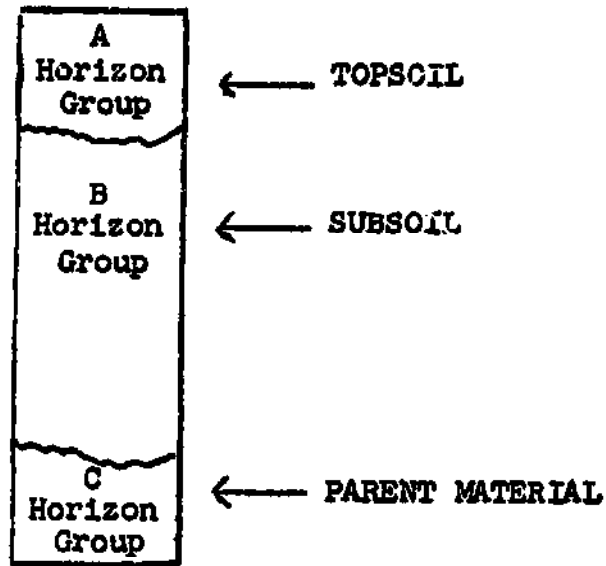 A
Horizon
Group
TOPSOIL
B
Horizon
Group
SUBSOIL
C
Horizon
Group
PARENT MATERIAL